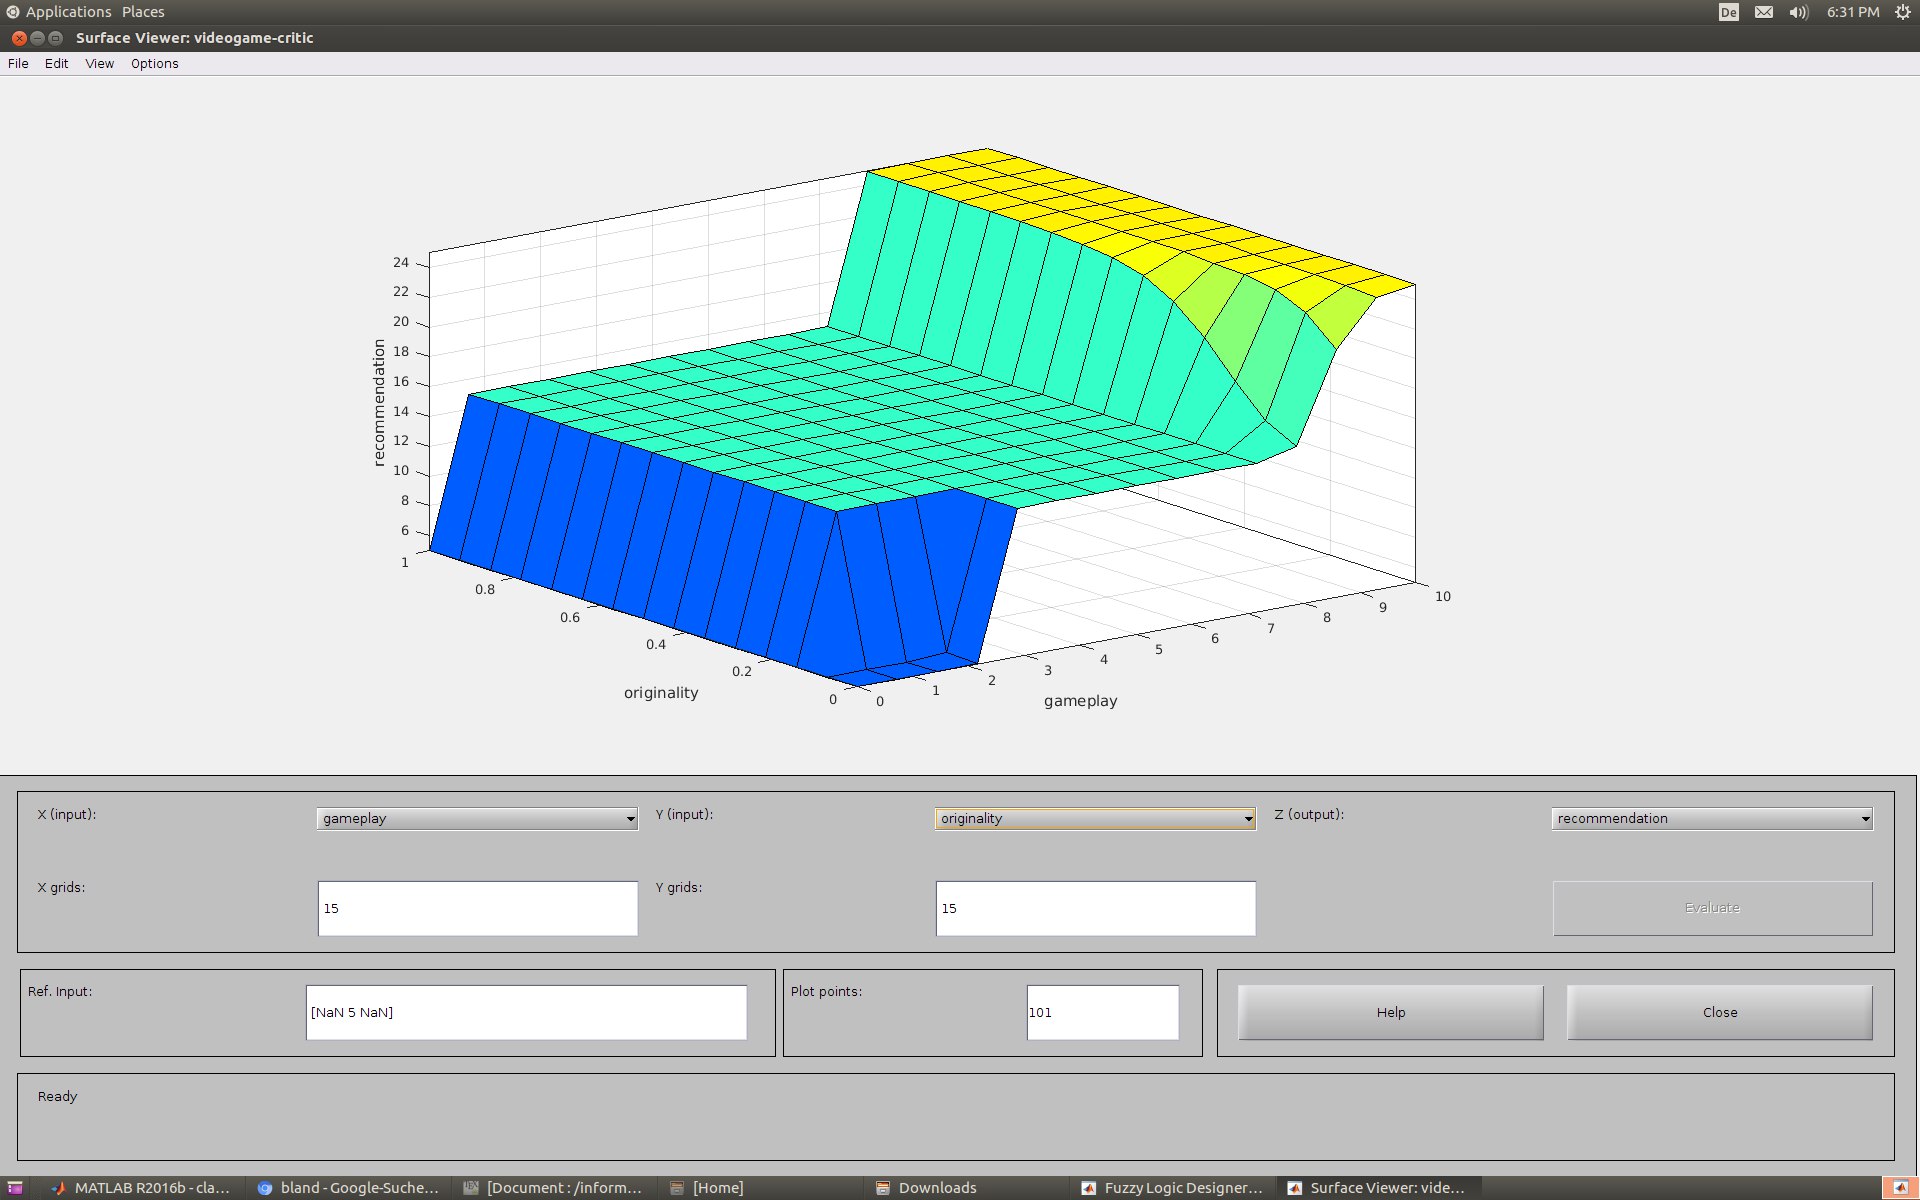 Applications Places
De
6:31 PM
Surface Viewer: videogame-critic
File Edit View Options
24
22
20
18
16
14
12
10
8
6
recommendation
1
0.8
0.6
0.4
0.2
0
originality
0
1
2
3
4
5
6
7
8
9
10
gameplay
X (input): gameplay Y (input): originality Z (output): recommendation
X grids: 15 Y grids: 15 Evaluate
Ref. Input: [NaN 5 NaN] Plot points: 101 Help Close
Ready
MATLAB R2016b - cla... bland - Google-Suche... [Document : /inform... [Home] Downloads Fuzzy Logic Designer... Surface Viewer: vide...